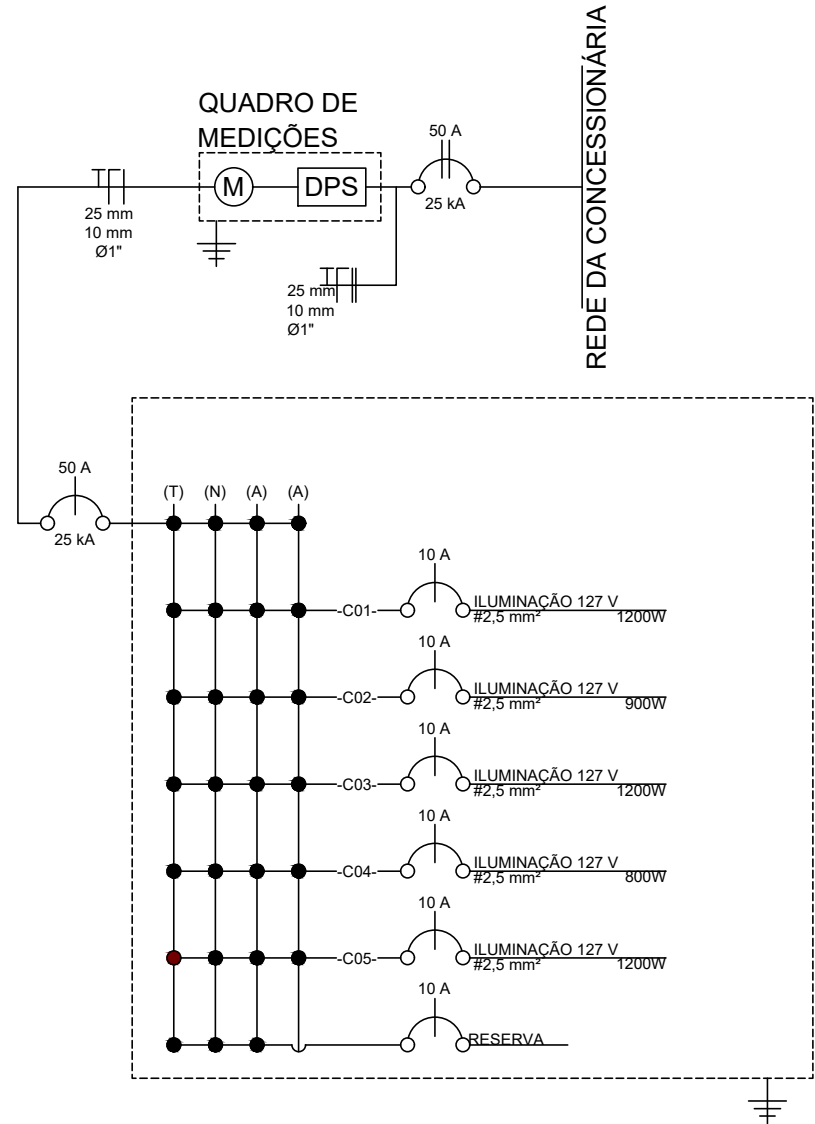 QUADRO DE
MEDIÇÕES
M
DPS
50 A
25 kA
REDE DA CONCESSIONÁRIA
25 mm
10 mm
Ø1"
25 mm
10 mm
Ø1"
50 A
25 kA
(T) (N) (A) (A)
10 A
-C01-
ILUMINAÇÃO 127 V
#2,5 mm² 1200W
10 A
-C02-
ILUMINAÇÃO 127 V
#2,5 mm² 900W
10 A
-C03-
ILUMINAÇÃO 127 V
#2,5 mm² 1200W
10 A
-C04-
ILUMINAÇÃO 127 V
#2,5 mm² 800W
10 A
-C05-
ILUMINAÇÃO 127 V
#2,5 mm² 1200W
10 A
RESERVA